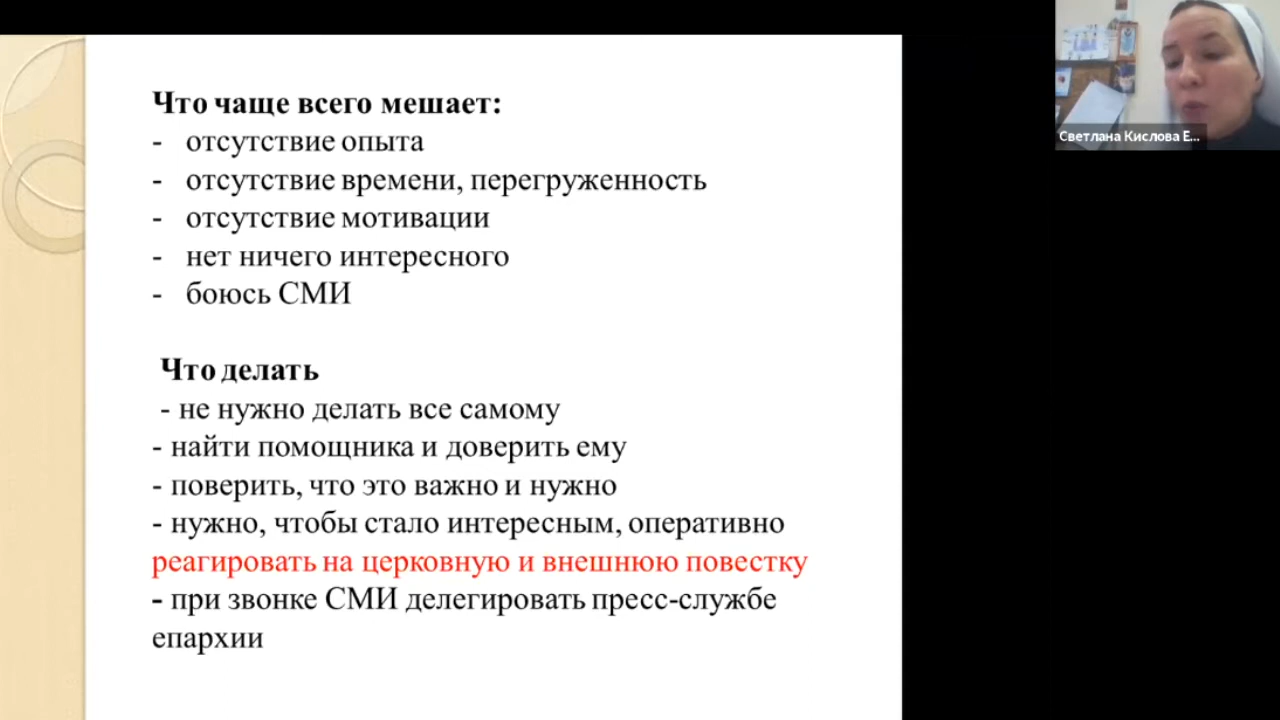 Что чаще всего мешает:
- отсутствие опыта
- отсутствие времени, перегруженность
- отсутствие мотивации
- нет ничего интересного
- боюсь СМИ
Что делать
- не нужно делать все самому
- найти помощника и доверить ему
- поверить, что это важно и нужно
- нужно, чтобы стало интересным, оперативно
реагировать на церковную и внешнюю повестку
- при звонке СМИ делегировать пресс-службе
епархии
Светлана Кислова Е...